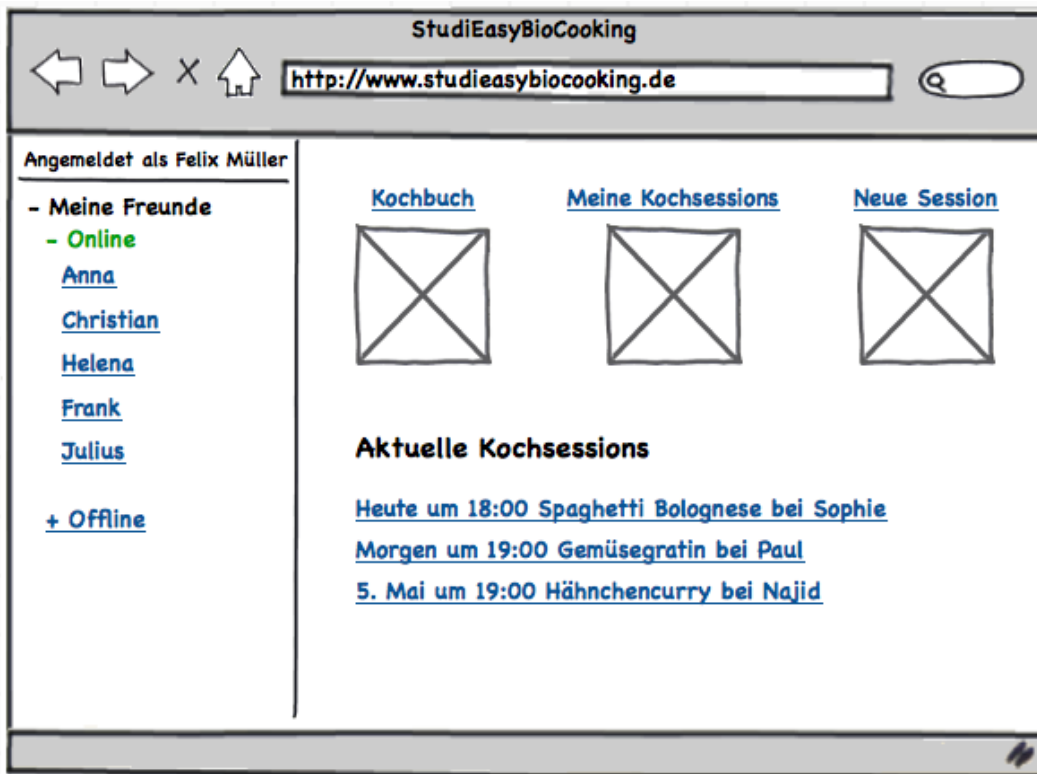 StudiEasyBioCooking
http://www.studieasybiocooking.de
Angemeldet als Felix Müller
- Meine Freunde
- Online
Anna
Christian
Helena
Frank
Julius
+ Offline
Kochbuch
Meine Kochsessions
Neue Session
Aktuelle Kochsessions
Heute um 18:00 Spaghetti Bolognese bei Sophie
Morgen um 19:00 Gemüsegratin bei Paul
5. Mai um 19:00 Hähnchencurry bei Najid